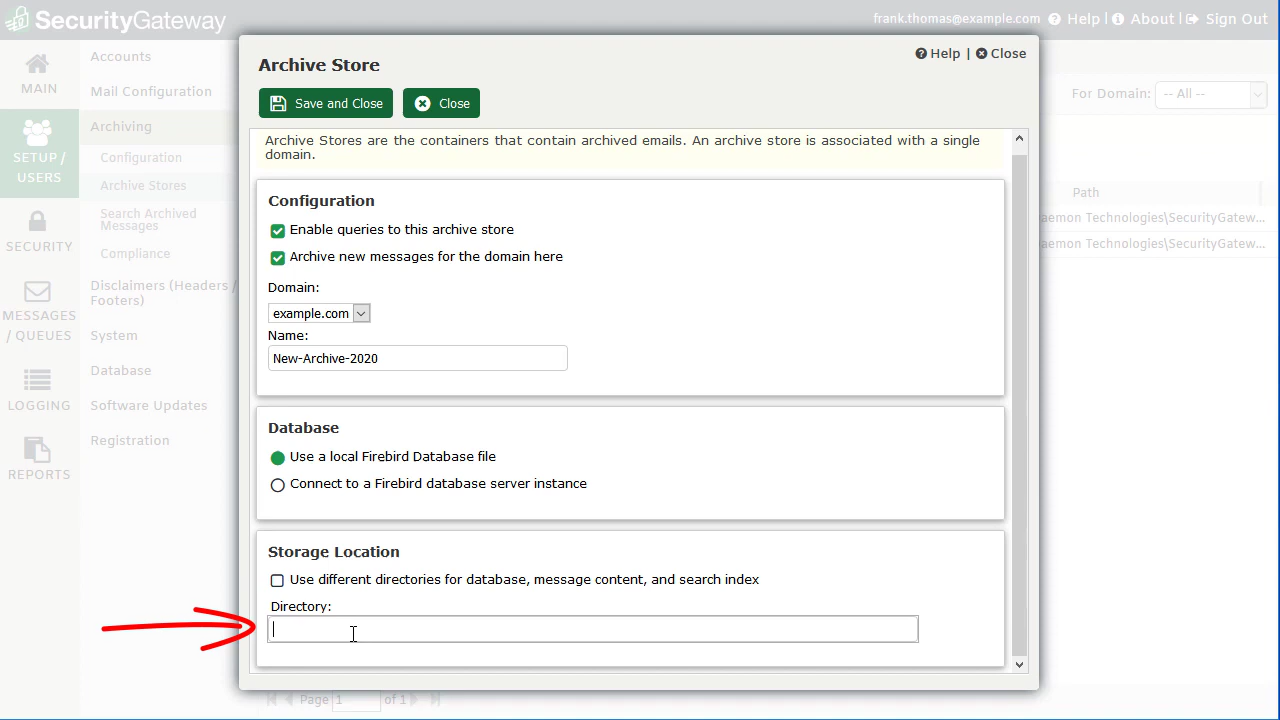 SecurityGateway
frank.thomas@example.com Help | About | Sign Out
MAIN
SETUP /
USERS
SECURITY
MESSAGES
/ QUEUES
LOGGING
REPORTS
Accounts
Mail Configuration
Archiving
Configuration
Archive Stores
Search Archived
Messages
Compliance
Disclaimers (Headers /
Footers)
System
Database
Software Updates
Registration
For Domain: -- All --
Path
aemon Technologies\SecurityGatew...
aemon Technologies\SecurityGatew...
Page 1 of 1
Help | Close
Archive Store
Save and Close Close
Archive Stores are the containers that contain archived emails. An archive store is associated with a single
domain.
Configuration
Enable queries to this archive store
Archive new messages for the domain here
Domain:
example.com
Name:
New-Archive-2020
Database
Use a local Firebird Database file
Connect to a Firebird database server instance
Storage Location
Use different directories for database, message content, and search index
Directory: